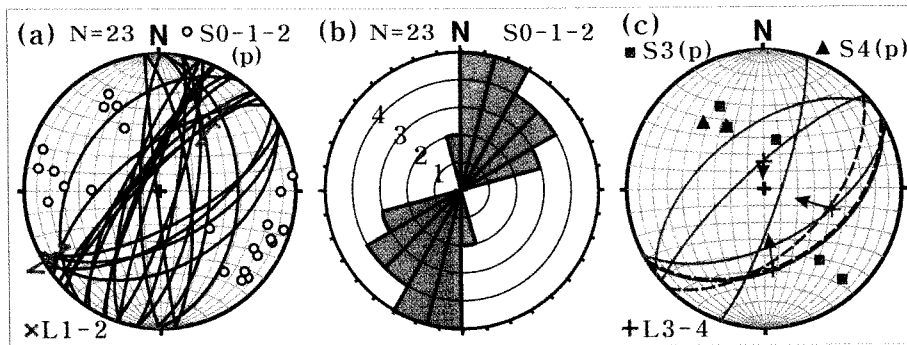 (a) N=23 N ○ S0-1-2
(p)
×L1-2
(b) N=23 N S0-1-2
4
3
2
1
(c) N
■ S3(p) ▲ S4(p)
+L3-4